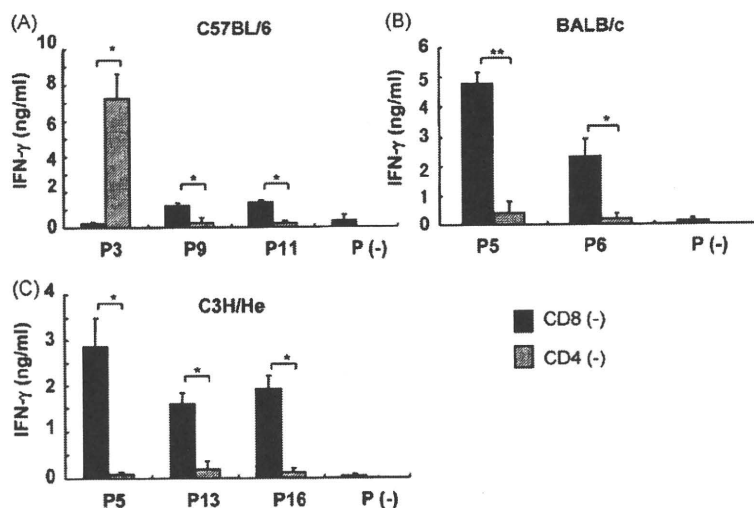 (A)
C57BL/6
*
*
*
IFN-γ (ng/ml)
10
8
6
4
2
0
P3 P9 P11 P (-)
(B)
BALB/c
**
*
IFN-γ (ng/ml)
6
5
4
3
2
1
0
P5 P6 P (-)
(C)
C3H/He
*
*
*
IFN-γ (ng/ml)
4
3
2
1
0
P5 P13 P16 P (-)
CD8 (-)
CD4 (-)